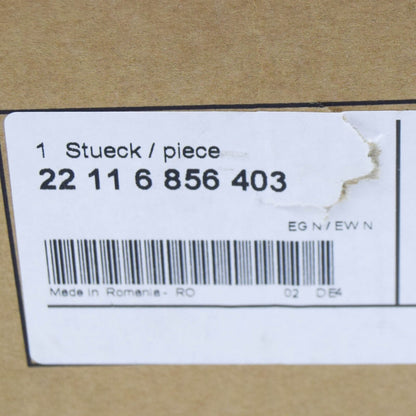 1 Stueck / piece
22 11 6 856 403
EG N / EW N
Made in Romania - RO 02 DE4